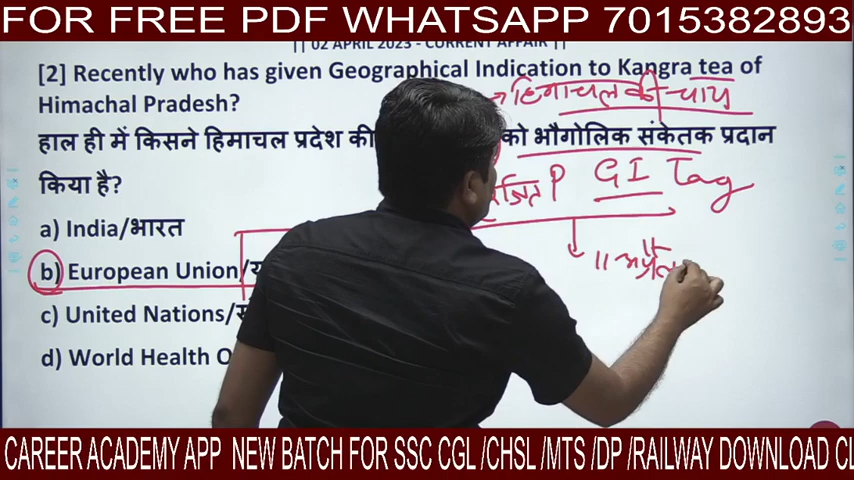 FOR FREE PDF WHATSAPP 7015382893
|| 02 APRIL 2023 - CURRENT AFFAIR ||
[2] Recently who has given Geographical Indication to Kangra tea of
Himachal Pradesh?
हिमाचल की चाय
हाल ही में किसने हिमाचल प्रदेश की को भौगोलिक संकेतक प्रदान
किया है?
GI Tag
a) India/भारत
b) European Union/
11
c) United Nations/
d) World Health O
CAREER ACADEMY APP NEW BATCH FOR SSC CGL /CHSL /MTS /DP /RAILWAY DOWNLOAD CL